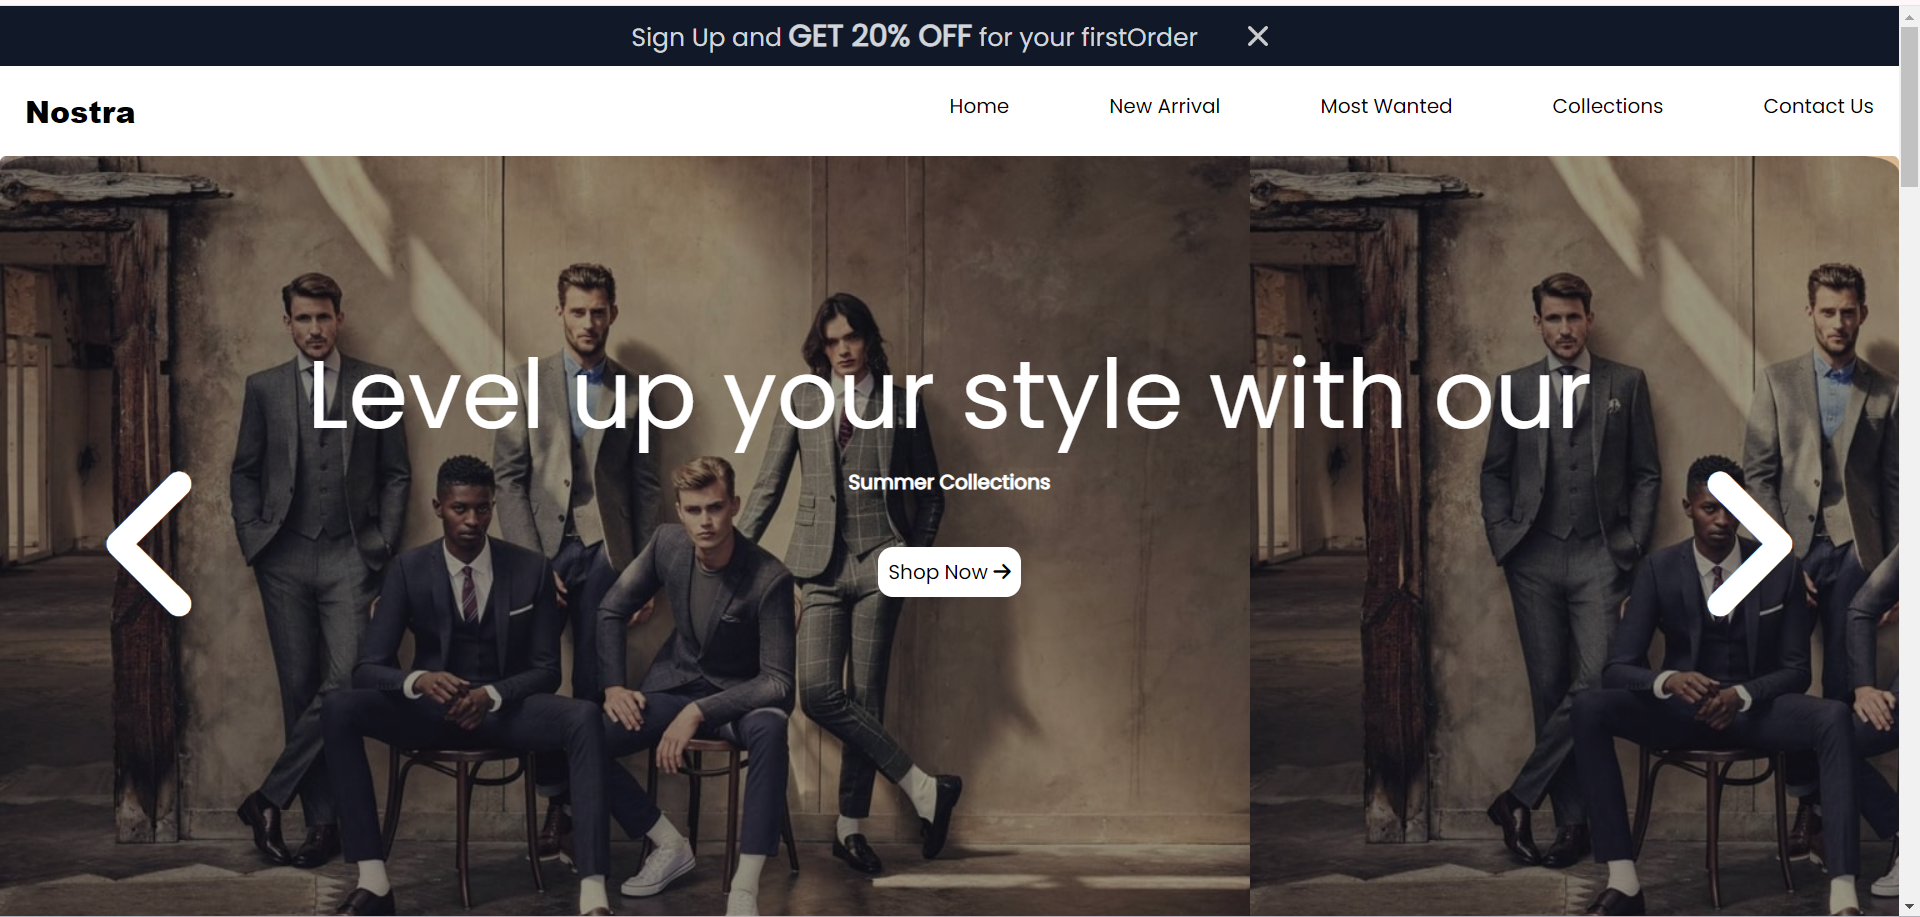 Sign Up and GET 20% OFF for your firstOrder
Nostra
Home New Arrival Most Wanted Collections Contact Us
Level up your style with our
Summer Collections
Shop Now